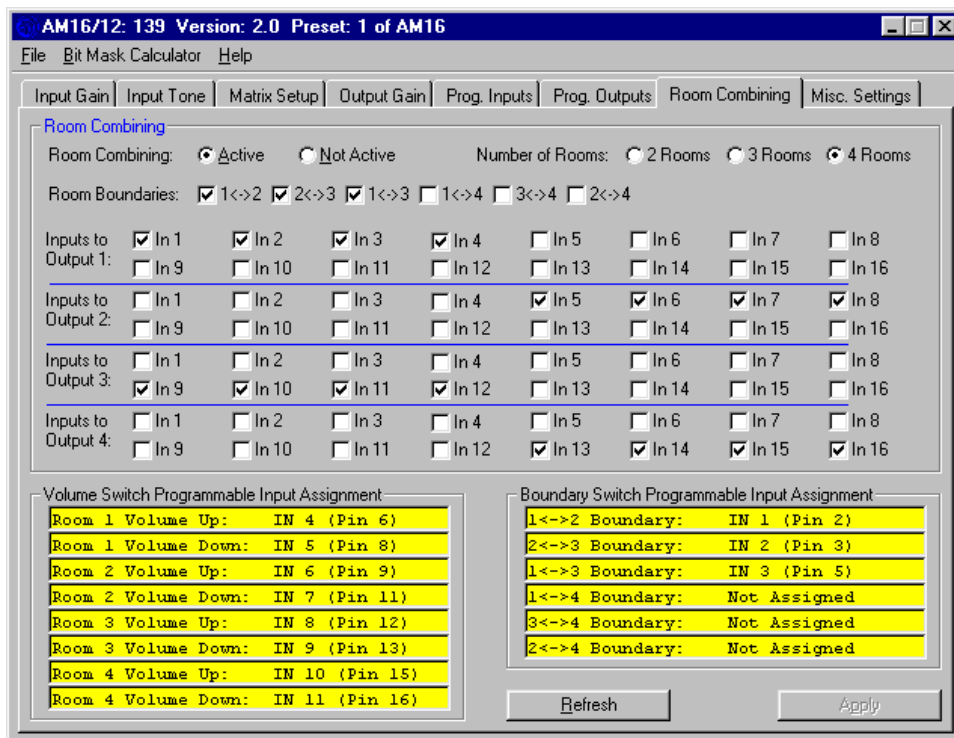 AM16/12: 139 Version: 2.0 Preset: 1 of AM16
File Bit Mask Calculator Help
Input Gain Input Tone Matrix Setup Output Gain Prog. Inputs Prog. Outputs Room Combining Misc. Settings
Room Combining
Room Combining: Active Not Active Number of Rooms: 2 Rooms 3 Rooms 4 Rooms
Room Boundaries: 1<->2 2<->3 1<->3 1<->4 3<->4 2<->4
Inputs to Output 1: In 1 In 2 In 3 In 4 In 5 In 6 In 7 In 8
In 9 In 10 In 11 In 12 In 13 In 14 In 15 In 16
Inputs to Output 2: In 1 In 2 In 3 In 4 In 5 In 6 In 7 In 8
In 9 In 10 In 11 In 12 In 13 In 14 In 15 In 16
Inputs to Output 3: In 1 In 2 In 3 In 4 In 5 In 6 In 7 In 8
In 9 In 10 In 11 In 12 In 13 In 14 In 15 In 16
Inputs to Output 4: In 1 In 2 In 3 In 4 In 5 In 6 In 7 In 8
In 9 In 10 In 11 In 12 In 13 In 14 In 15 In 16
Volume Switch Programmable Input Assignment
Room 1 Volume Up: IN 4 (Pin 6)
Room 1 Volume Down: IN 5 (Pin 8)
Room 2 Volume Up: IN 6 (Pin 9)
Room 2 Volume Down: IN 7 (Pin 11)
Room 3 Volume Up: IN 8 (Pin 12)
Room 3 Volume Down: IN 9 (Pin 13)
Room 4 Volume Up: IN 10 (Pin 15)
Room 4 Volume Down: IN 11 (Pin 16)
Boundary Switch Programmable Input Assignment
1<->2 Boundary: IN 1 (Pin 2)
2<->3 Boundary: IN 2 (Pin 3)
1<->3 Boundary: IN 3 (Pin 5)
1<->4 Boundary: Not Assigned
3<->4 Boundary: Not Assigned
2<->4 Boundary: Not Assigned
Refresh Apply